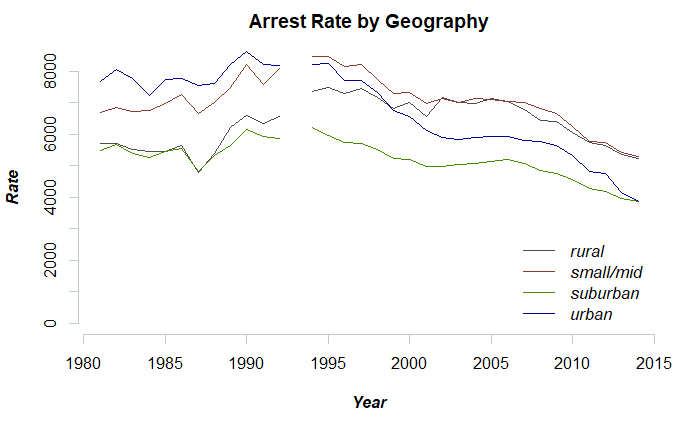 Arrest Rate by Geography
8000
6000
4000
2000
0
Rate
rural
small/mid
suburban
urban
1980 1985 1990 1995 2000 2005 2010 2015
Year